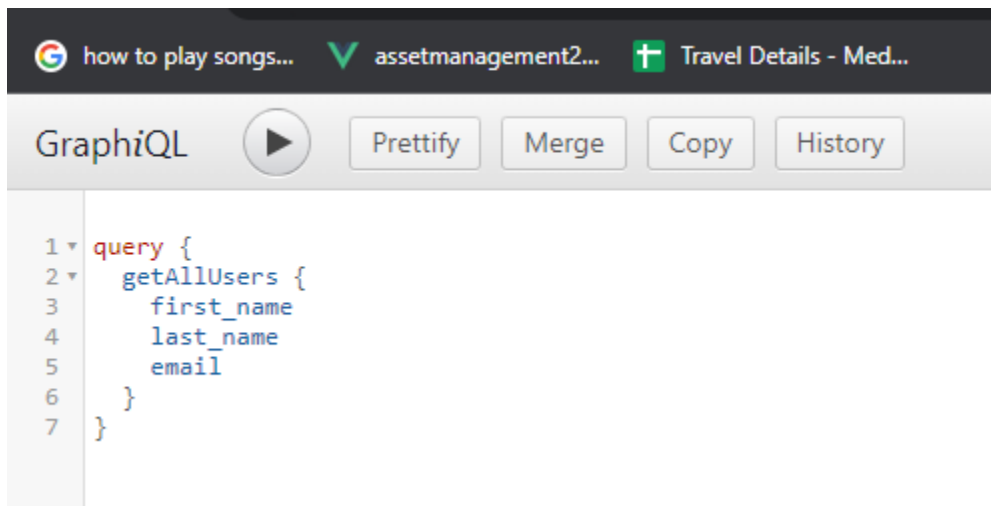 how to play songs... assetmanagement2... Travel Details - Med...
GraphiQL Prettify Merge Copy History
1 query {
2 getAllUsers {
3 first_name
4 last_name
5 email
6 }
7 }